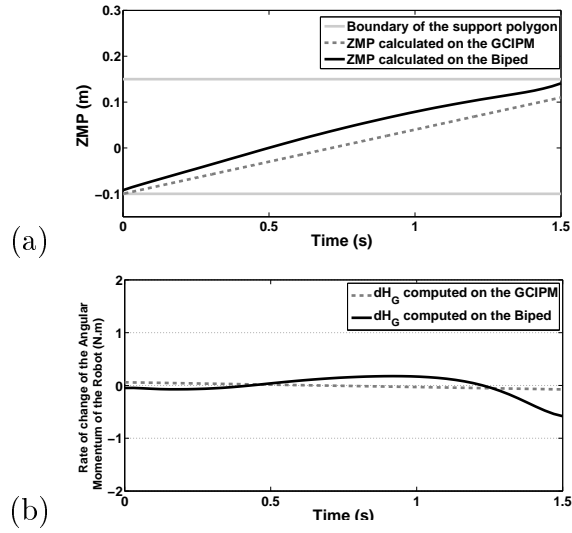 0.3
0.2
0.1
0
−0.1
ZMP (m)
Boundary of the support polygon
ZMP calculated on the GCIPM
ZMP calculated on the Biped
0
0.5
1
1.5
Time (s)
(a)
2
1
0
−1
−2
Rate of change of the Angular
Momentum of the Robot (N.m)
dH_G computed on the GCIPM
dH_G computed on the Biped
0
0.5
1
1.5
Time (s)
(b)